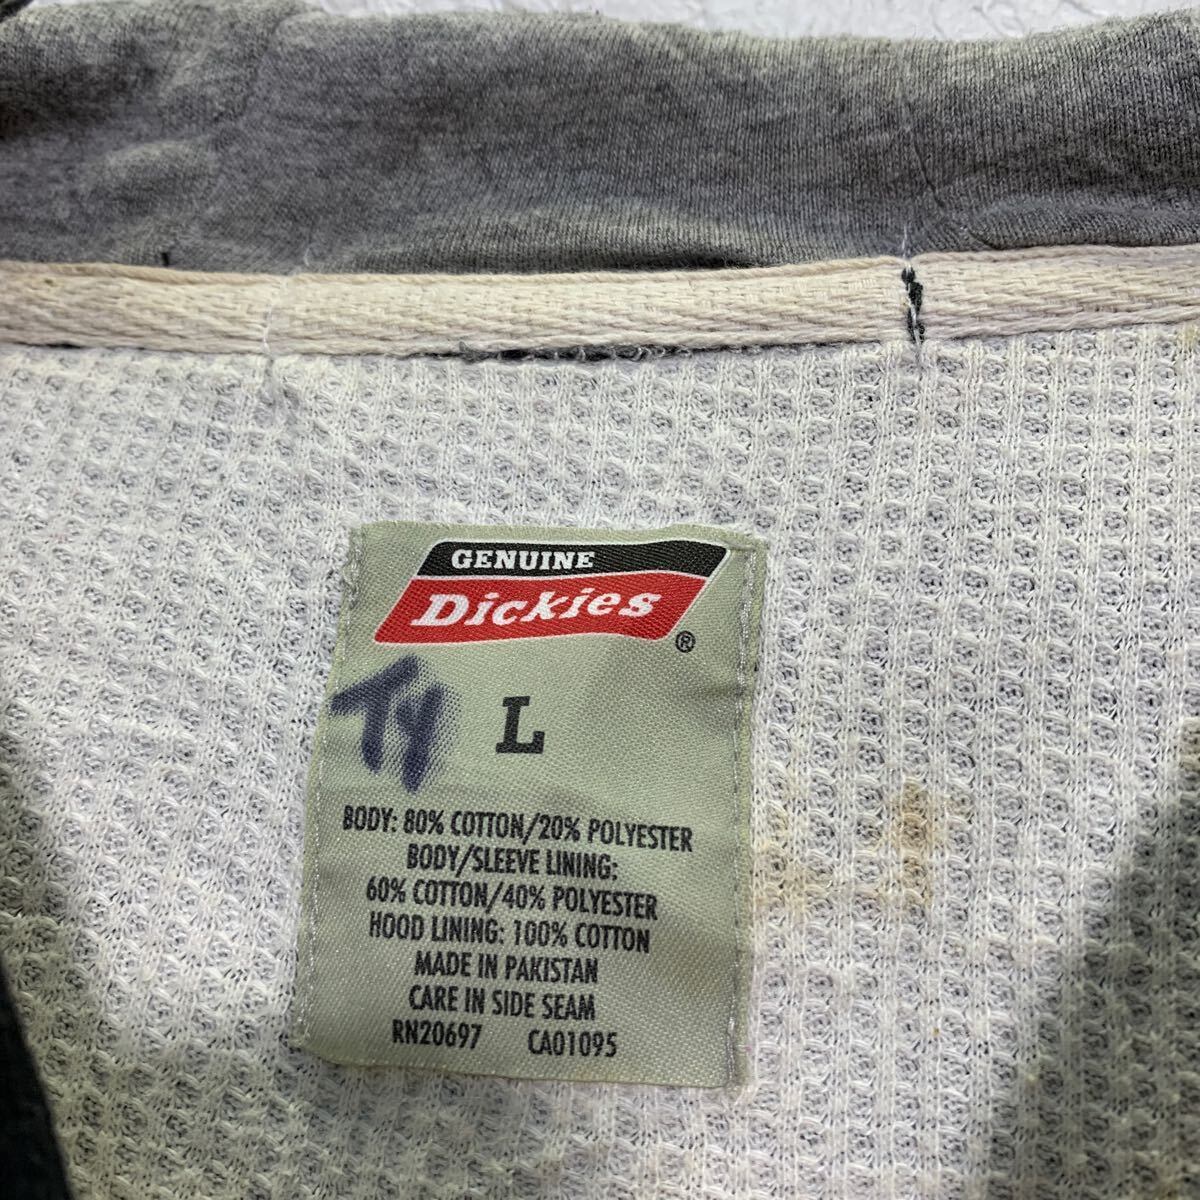 GENUINE
Dickies®
TY L
BODY: 80% COTTON/20% POLYESTER
BODY/SLEEVE LINING:
60% COTTON/40% POLYESTER
HOOD LINING: 100% COTTON
MADE IN PAKISTAN
CARE IN SIDE SEAM
RN20697 CA01095